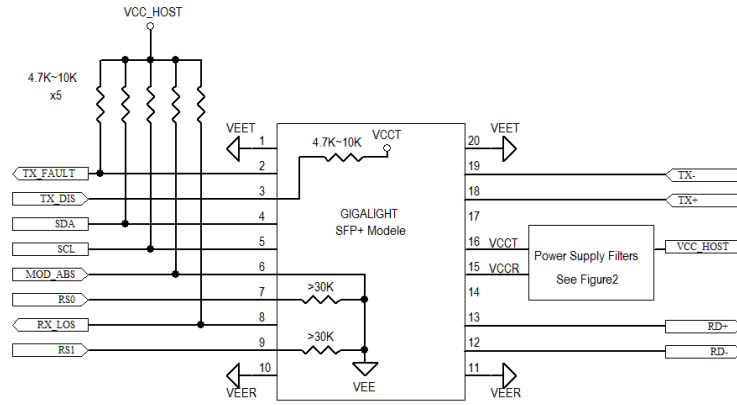 VCC_HOST
4.7K~10K
x5
VEET
1
4.7K~10K
VCCT
20
VEET
TX_FAULT
2
19
TX-
TX_DIS
3
18
TX+
SDA
4
GIGALIGHT
17
SCL
5
SFP+ Modele
16
VCCT
Power Supply Filters
VCC_HOST
MOD_ABS
6
15
VCCR
See Figure2
RS0
7
>30K
14
RX_LOS
8
13
RD+
RS1
9
>30K
12
RD-
10
VEER
VEE
11
VEER